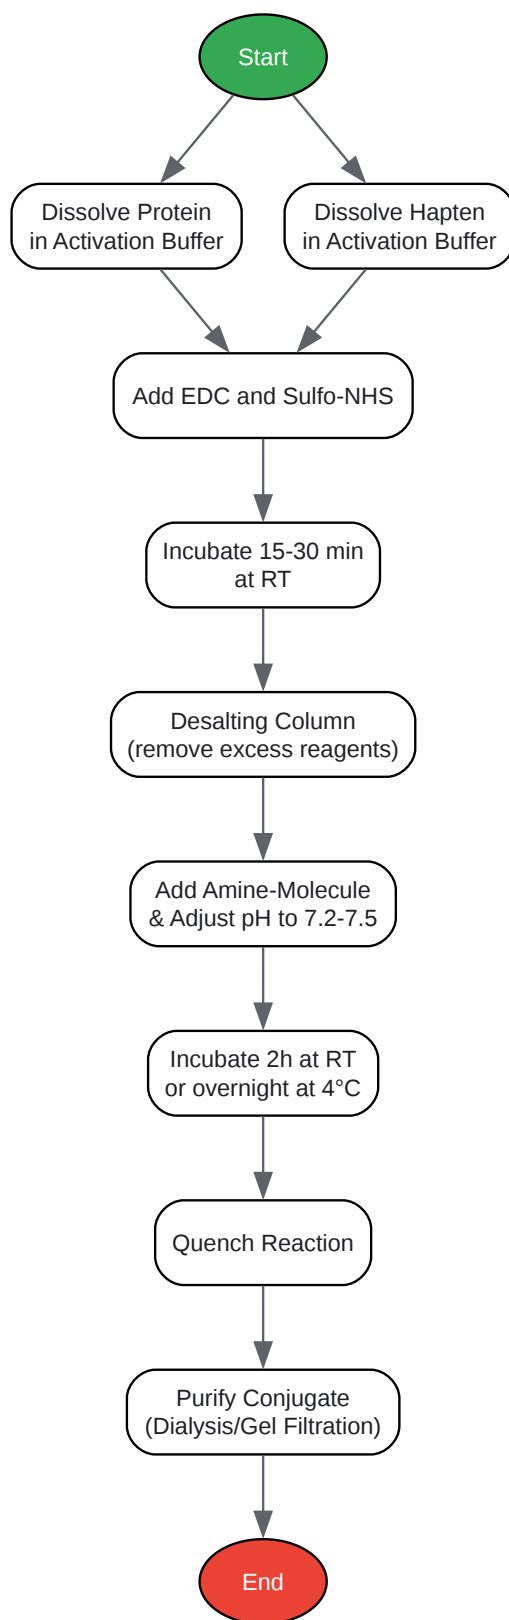 Start
Dissolve Protein
in Activation Buffer
Dissolve Hapten
in Activation Buffer
Add EDC and Sulfo-NHS
Incubate 15-30 min
at RT
Desalting Column
(remove excess reagents)
Add Amine-Molecule
& Adjust pH to 7.2-7.5
Incubate 2h at RT
or overnight at 4°C
Quench Reaction
Purify Conjugate
(Dialysis/Gel Filtration)
End